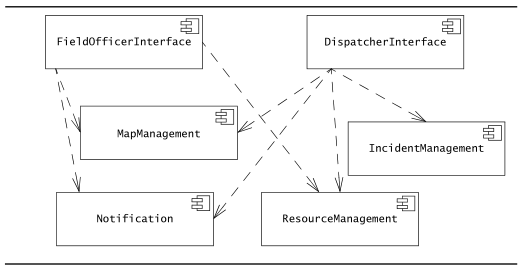 FieldOfficerInterface
DispatcherInterface
MapManagement
IncidentManagement
Notification
ResourceManagement